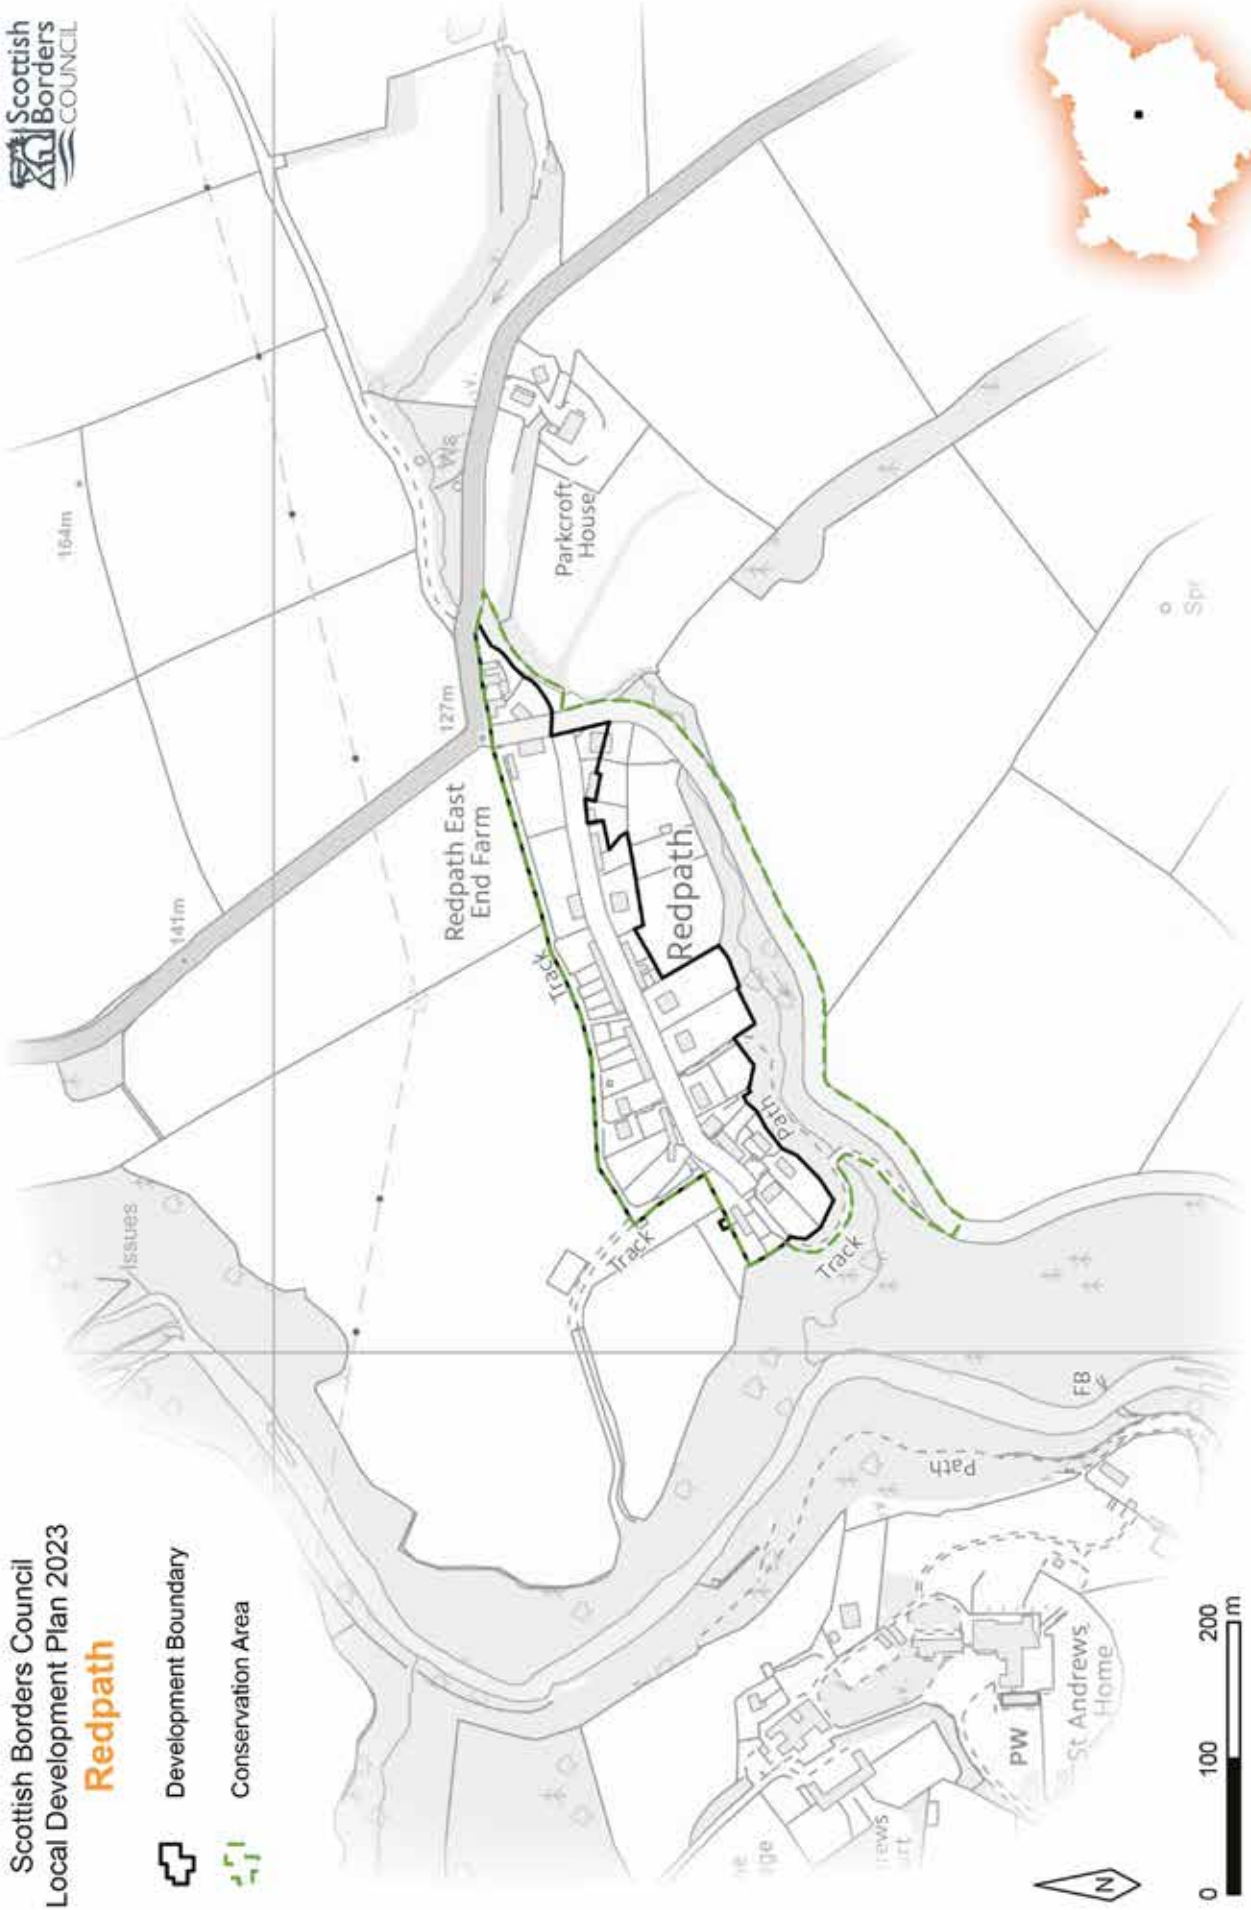 Scottish Borders Council
Local Development Plan 2023
Redpath
Development Boundary
Conservation Area
Scottish
Borders
COUNCIL
Issues
141m
164m
127m
Redpath East
End Farm
Track
Track
Track
Path
Redpath
Parkcroft
House
Ws
Spr
FB
Path
PW
St Andrews
Home
N
0
100
200
m